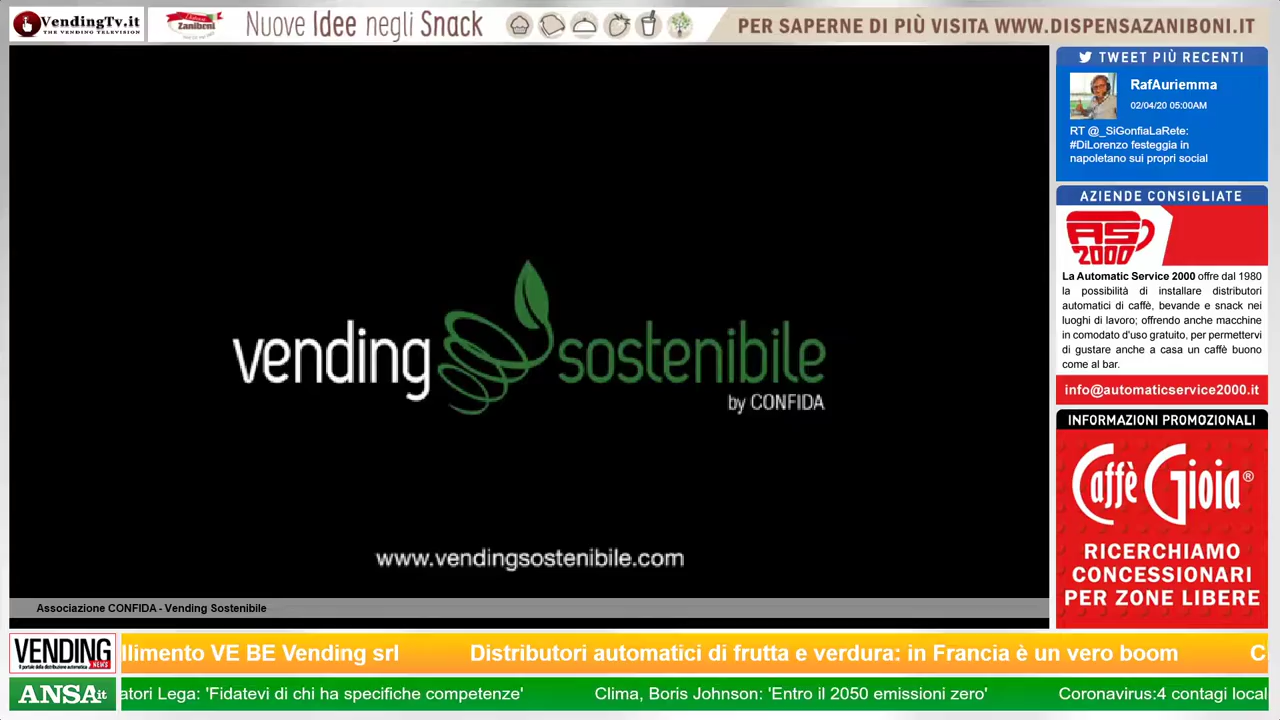 VendingTv.it
THE VENDING TELEVISION
Zaniboni
Nuove Idee negli Snack
PER SAPERNE DI PIÙ VISITA WWW.DISPENSAZANIBONI.IT
vending sostenibile
by CONFIDA
www.vendingsostenibile.com
Associazione CONFIDA - Vending Sostenibile
TWEET PIÙ RECENTI
RafAuriemma
02/04/20 05:00AM
RT @_SiGonfiaLaRete:
#DiLorenzo festeggia in
napoletano sui propri social
AZIENDE CONSIGLIATE
AS
2000
La Automatic Service 2000 offre dal 1980
la possibilità di installare distributori
automatici di caffè, bevande e snack nei
luoghi di lavoro; offrendo anche macchine
in comodato d'uso gratuito, per permettervi
di gustare anche a casa un caffè buono
come al bar.
info@automaticservice2000.it
INFORMAZIONI PROMOZIONALI
Caffè Gioia®
RICERCHIAMO
CONCESSIONARI
PER ZONE LIBERE
VENDING
NEWS
Il portale della distribuzione automatica
llimento VE BE Vending srl Distributori automatici di frutta e verdura: in Francia è un vero boom C
ANSA.it
atori Lega: 'Fidatevi di chi ha specifiche competenze' Clima, Boris Johnson: 'Entro il 2050 emissioni zero' Coronavirus:4 contagi local